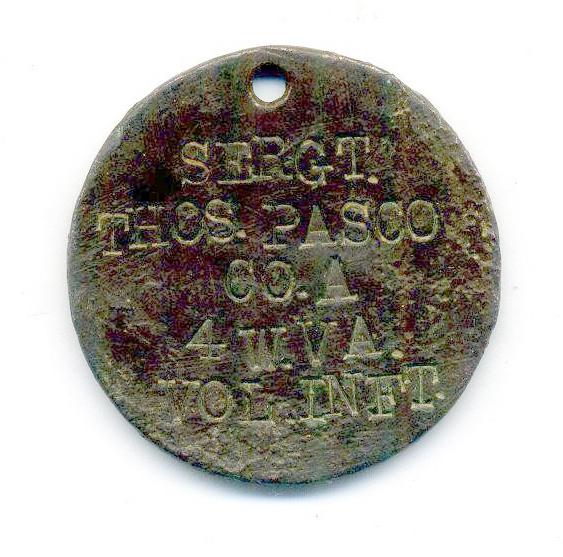 SERGT.
THOS. PASCO
CO. A
4 W. VA.
VOL. INFT.